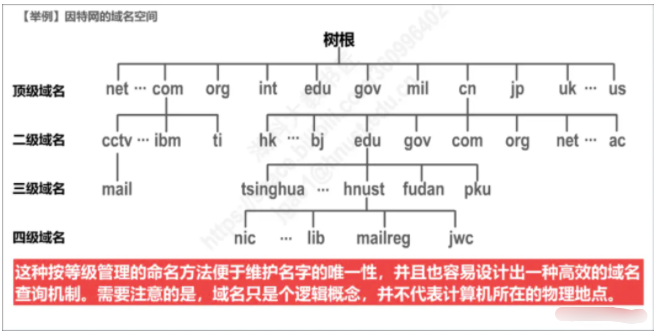 【举例】因特网的域名空间
树根
顶级域名 net … com org int edu gov mil cn jp uk … us
二级域名 cctv … ibm ti hk … bj edu gov com org net … ac
三级域名 mail tsinghua … hnust fudan pku
四级域名 nic … lib mailreg jwc
这种按等级管理的命名方法便于维护名字的唯一性，并且也容易设计出一种高效的域名
查询机制。需要注意的是，域名只是个逻辑概念，并不代表计算机所在的物理地点。